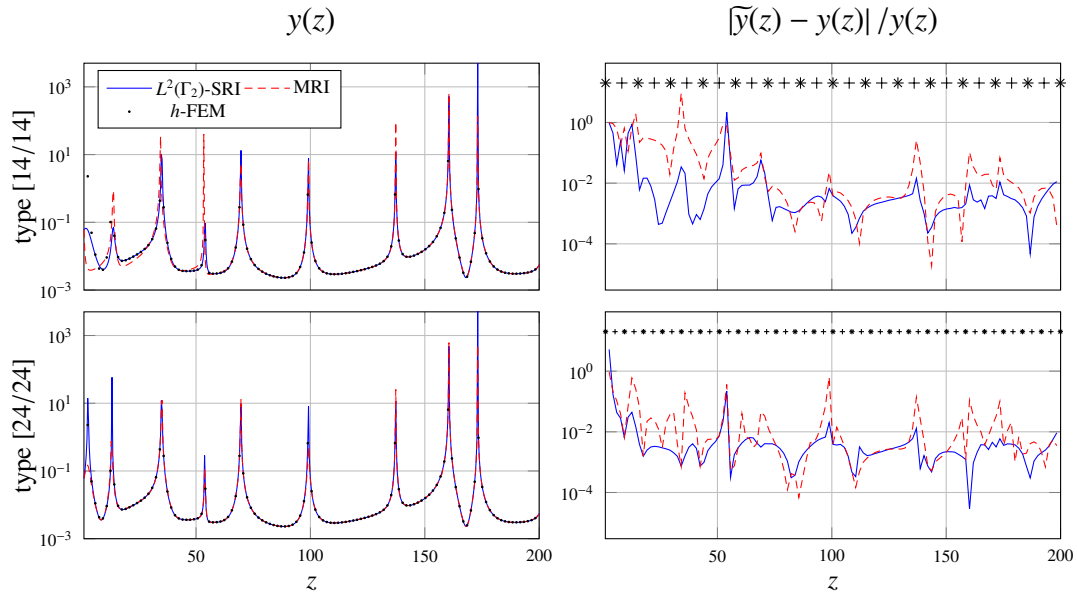 y(z)
|ỹ(z) − y(z)| / y(z)
type [14/14]
10³
10¹
10⁻¹
10⁻³
L²(Γ₂)-SRI
MRI
h-FEM
10⁰
10⁻²
10⁻⁴
type [24/24]
10³
10¹
10⁻¹
10⁻³
50 100 150 200
z
10⁰
10⁻²
10⁻⁴
50 100 150 200
z